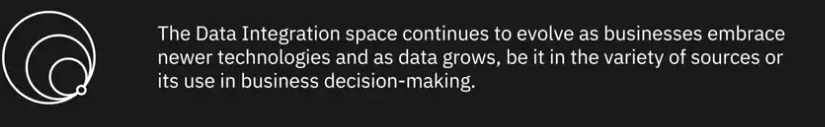 The Data Integration space continues to evolve as businesses embrace
newer technologies and as data grows, be it in the variety of sources or
its use in business decision-making.